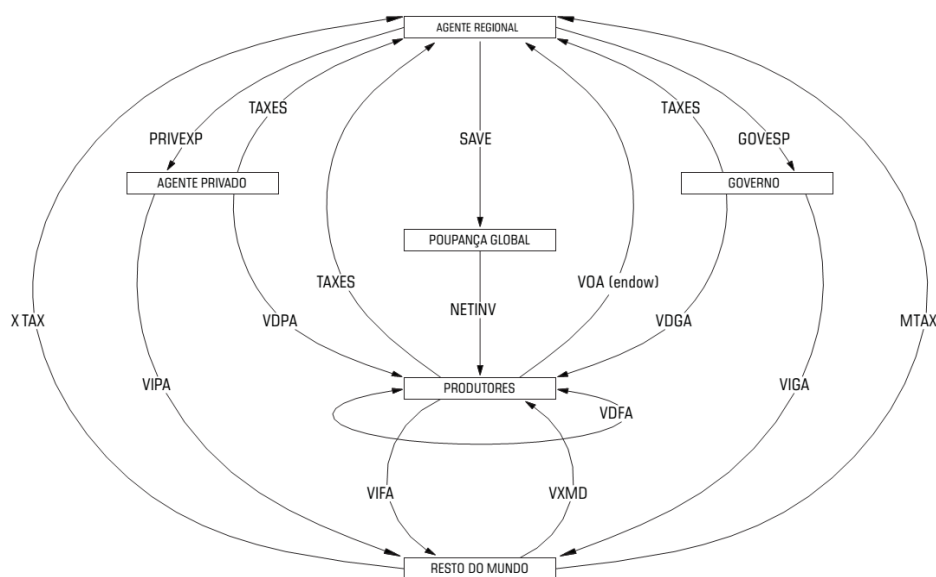 AGENTE REGIONAL
TAXES
TAXES
PRIVEXP
SAVE
GOVESP
AGENTE PRIVADO
GOVERNO
POUPANÇA GLOBAL
TAXES
VOA (endow)
NETINV
X TAX
VDPA
VDGA
MTAX
VIPA
PRODUTORES
VIGA
VDFA
VIFA
VXMD
RESTO DO MUNDO